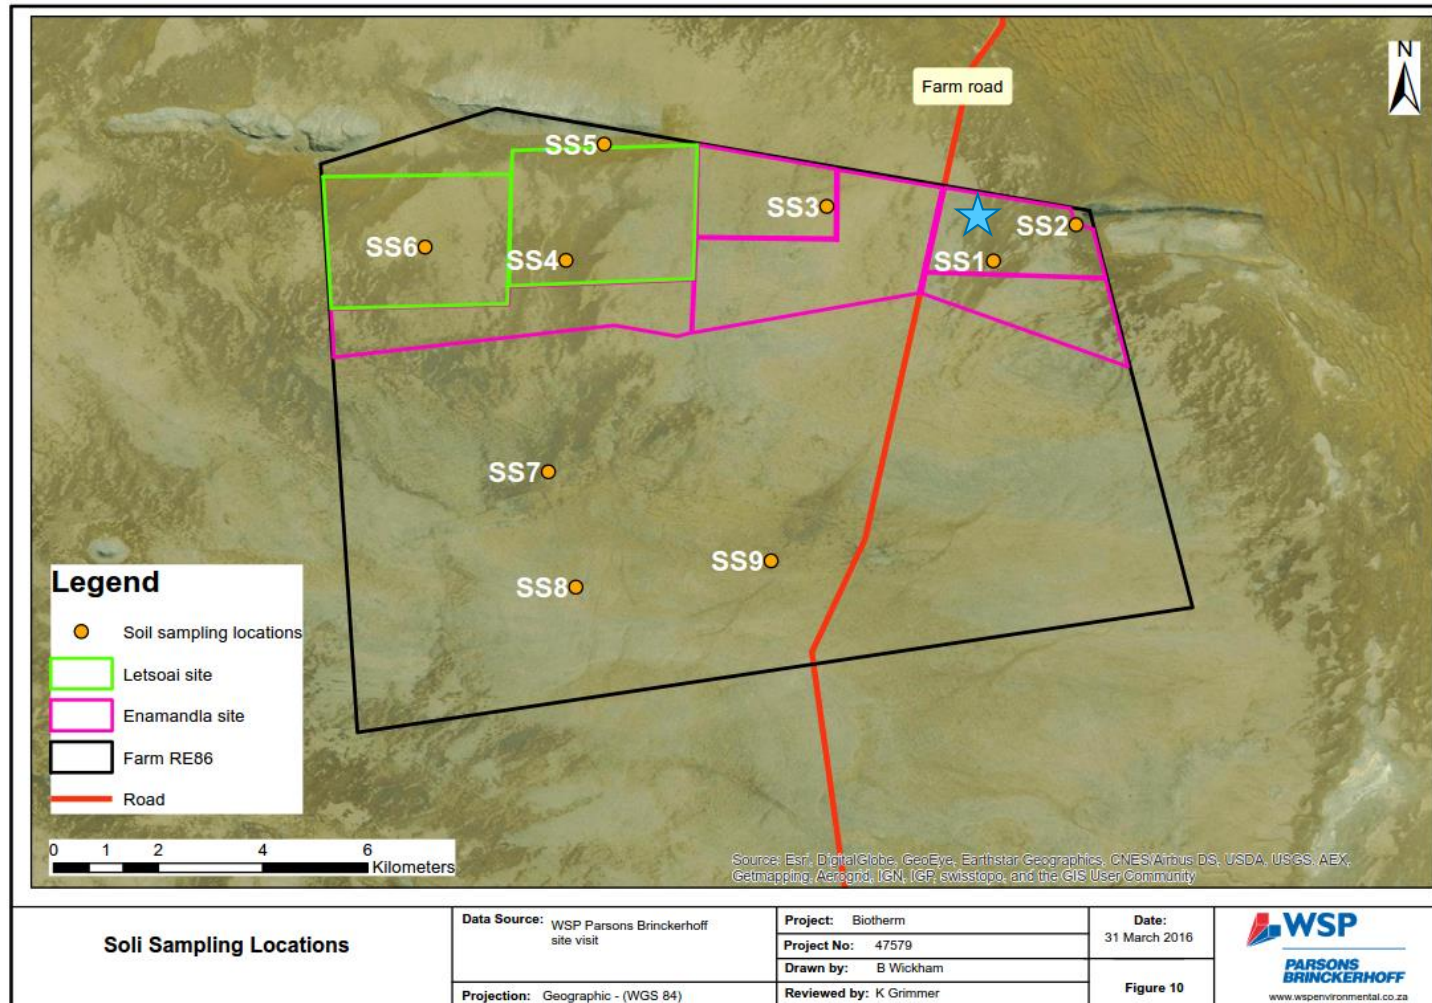 N
Farm road
SS5
SS3
SS2
SS6
SS4
SS1
SS7
SS9
SS8
Legend
Soil sampling locations
Letsoai site
Enamandla site
Farm RE86
Road
0 1 2 4 6
Kilometers
Source: Esri, DigitalGlobe, GeoEye, Earthstar Geographics, CNES/Airbus DS, USDA, USGS, AEX,
Getmapping, Aerogrid, IGN, IGP, swisstopo, and the GIS User Community
Soli Sampling Locations
Data Source: WSP Parsons Brinckerhoff
site visit
Projection: Geographic - (WGS 84)
Project: Biotherm
Project No: 47579
Drawn by: B Wickham
Reviewed by: K Grimmer
Date:
31 March 2016
Figure 10
WSP
PARSONS
BRINCKERHOFF
www.wspenvironmental.co.za